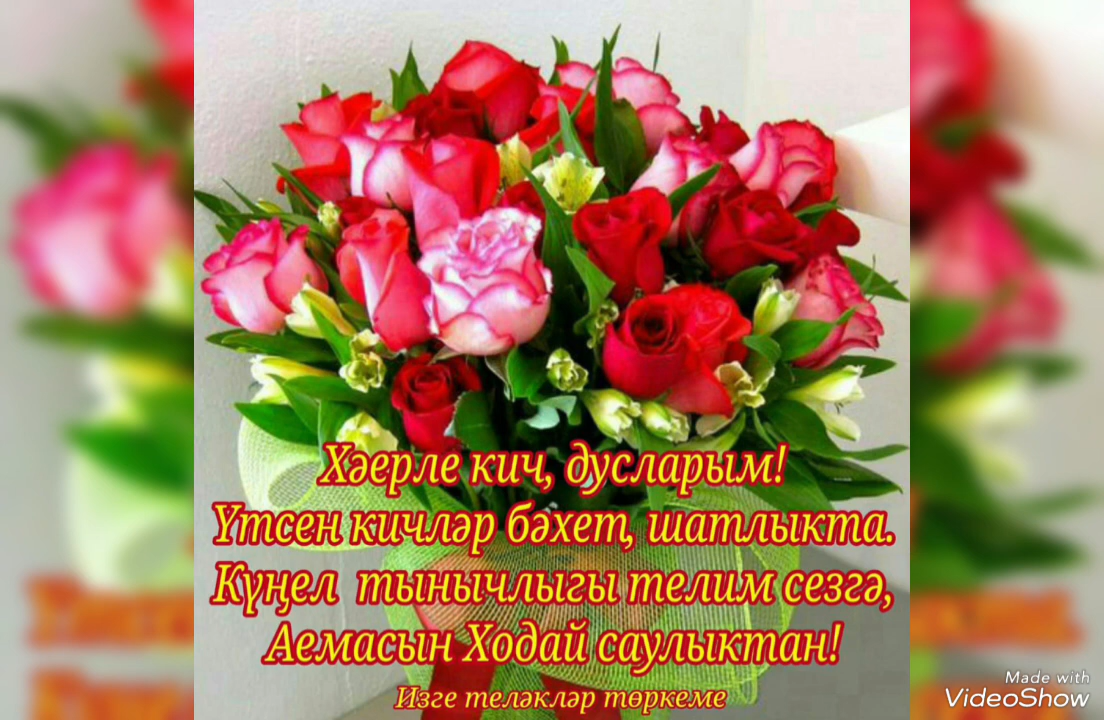 Хәерле кич, дусларым!
Үтсен кичләр бәхет, шатлыкта.
Күңел тынычлыгы телим сезгә,
Аемасын Ходай саулыктан!
Изге теләкләр төркеме
Made with
VideoShow